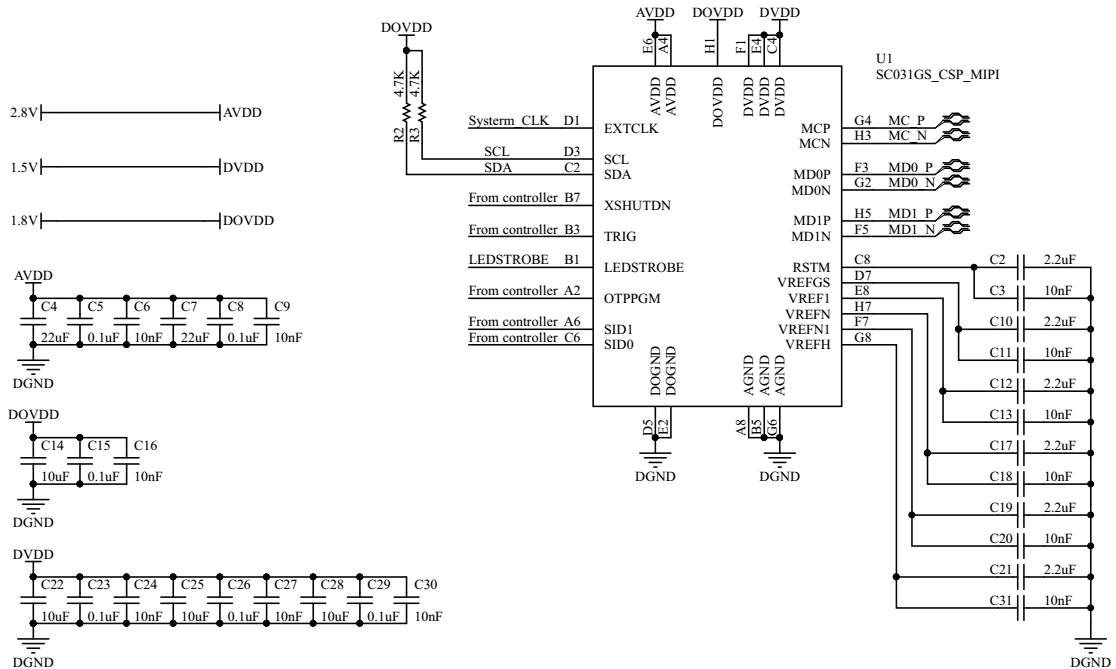 DOVDD
4.7K
4.7K
R2
R3
AVDD
DOVDD
DVDD
E6
A4
H1
F1
E4
C4
U1
SC031GS_CSP_MIPI
AVDD
AVDD
DOVDD
DVDD
DVDD
DVDD
2.8V
AVDD
1.5V
DVDD
1.8V
DOVDD
Systerm_CLK D1
EXTCLK
SCL D3
SCL
SDA C2
SDA
From controller B7
XSHUTDN
From controller B3
TRIG
LEDSTROBE B1
LEDSTROBE
From controller A2
OTPPGM
From controller A6
SID1
From controller C6
SID0
MCP G4 MC_P
MCN H3 MC_N
MD0P F3 MD0_P
MD0N G2 MD0_N
MD1P H5 MD1_P
MD1N F5 MD1_N
RSTM C8
VREFGS D7
VREF1 E8
VREFN H7
VREFN1 F7
VREFH G8
DOGND
DOGND
AGND
AGND
AGND
D5
E2
A8
B5
G6
DGND
DGND
C2 2.2uF
C3 10nF
C10 2.2uF
C11 10nF
C12 2.2uF
C13 10nF
C17 2.2uF
C18 10nF
C19 2.2uF
C20 10nF
C21 2.2uF
C31 10nF
DGND
AVDD
C4 C5 C6 C7 C8 C9
22uF 0.1uF 10nF 22uF 0.1uF 10nF
DGND
DOVDD
C14 C15 C16
10uF 0.1uF 10nF
DGND
DVDD
C22 C23 C24 C25 C26 C27 C28 C29 C30
10uF 0.1uF 10nF 10uF 0.1uF 10nF 10uF 0.1uF 10nF
DGND